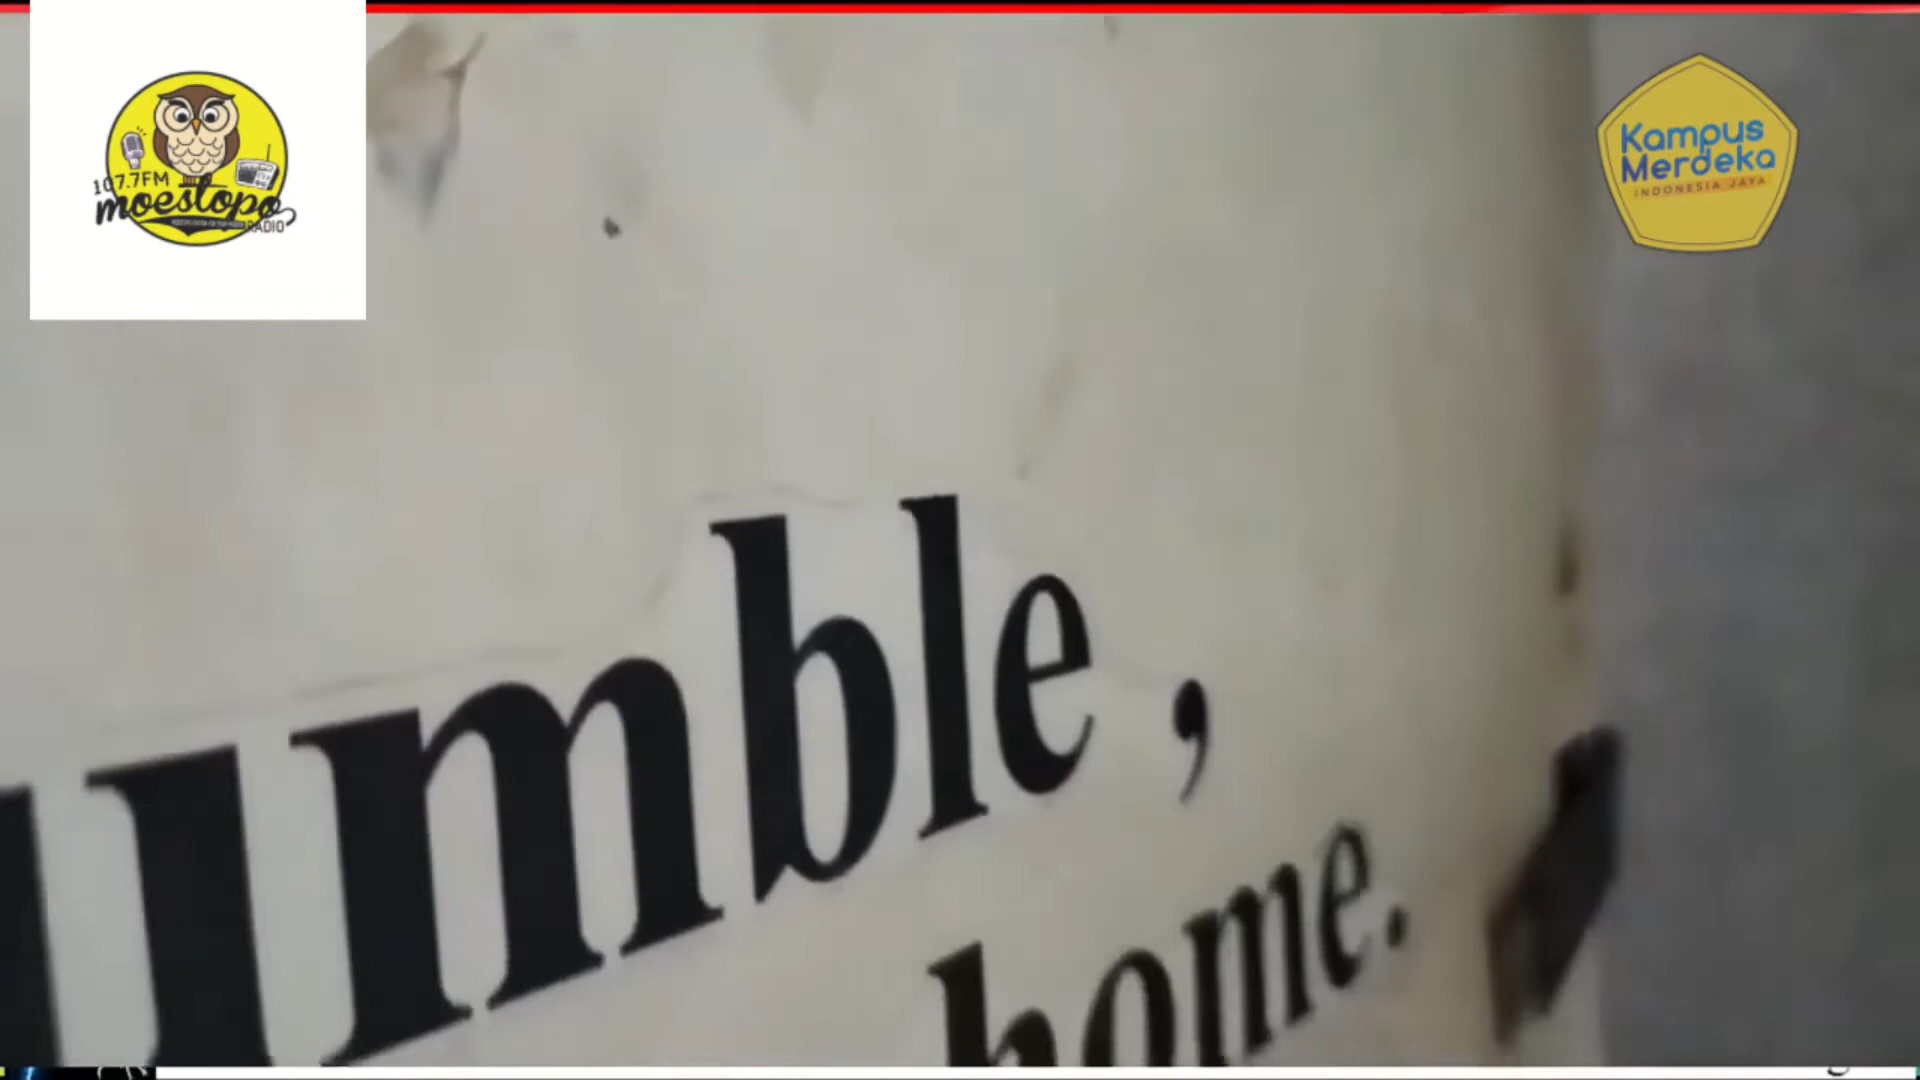 107.7FM
moestopo
RADIO
Kampus
Merdeka
INDONESIA JAYA
umble,
home.